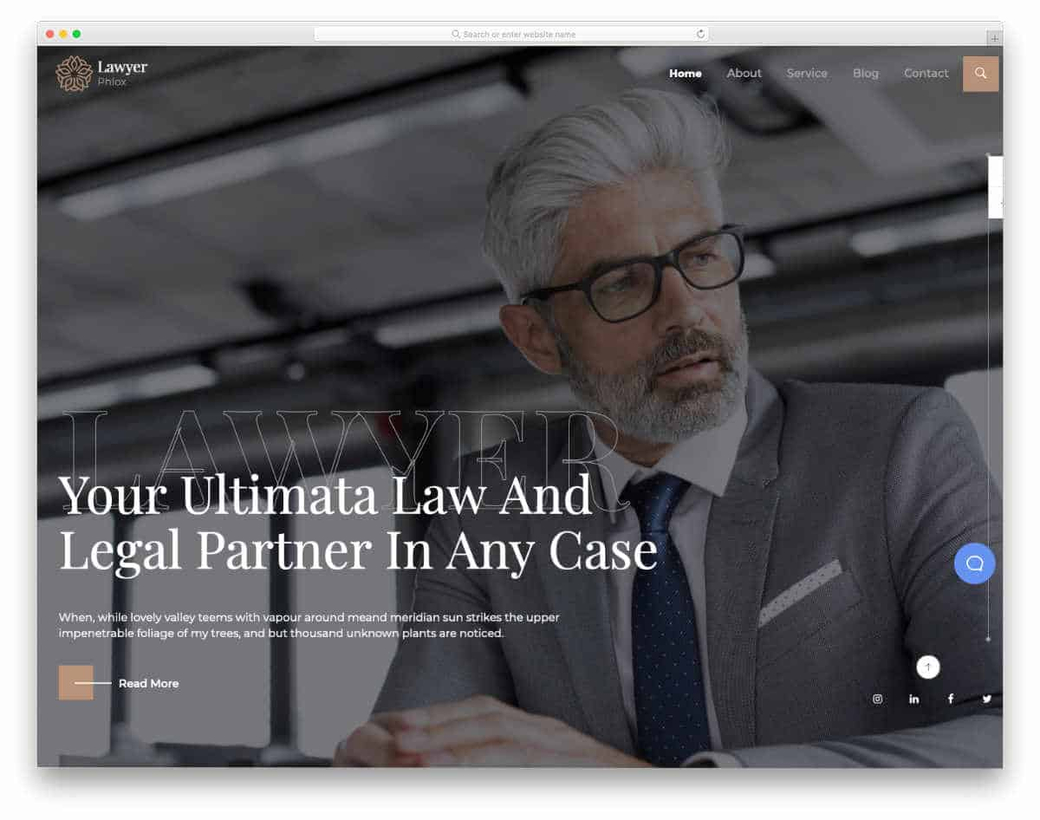 Search or enter website name
Lawyer
Phlox
Home About Service Blog Contact
LAWYER
Your Ultimata Law And
Legal Partner In Any Case
When, while lovely valley teems with vapour around meand meridian sun strikes the upper
impenetrable foliage of my trees, and but thousand unknown plants are noticed.
Read More